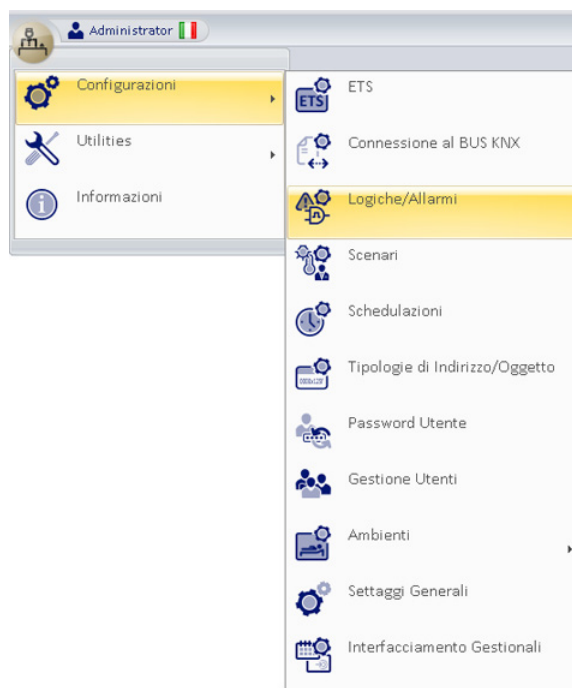 Administrator
Configurazioni
Utilities
Informazioni
ETS
ETS
Connessione al BUS KNX
Logiche/Allarmi
Scenari
Schedulazioni
Tipologie di Indirizzo/Oggetto
Password Utente
Gestione Utenti
Ambienti
Settaggi Generali
Interfacciamento Gestionali